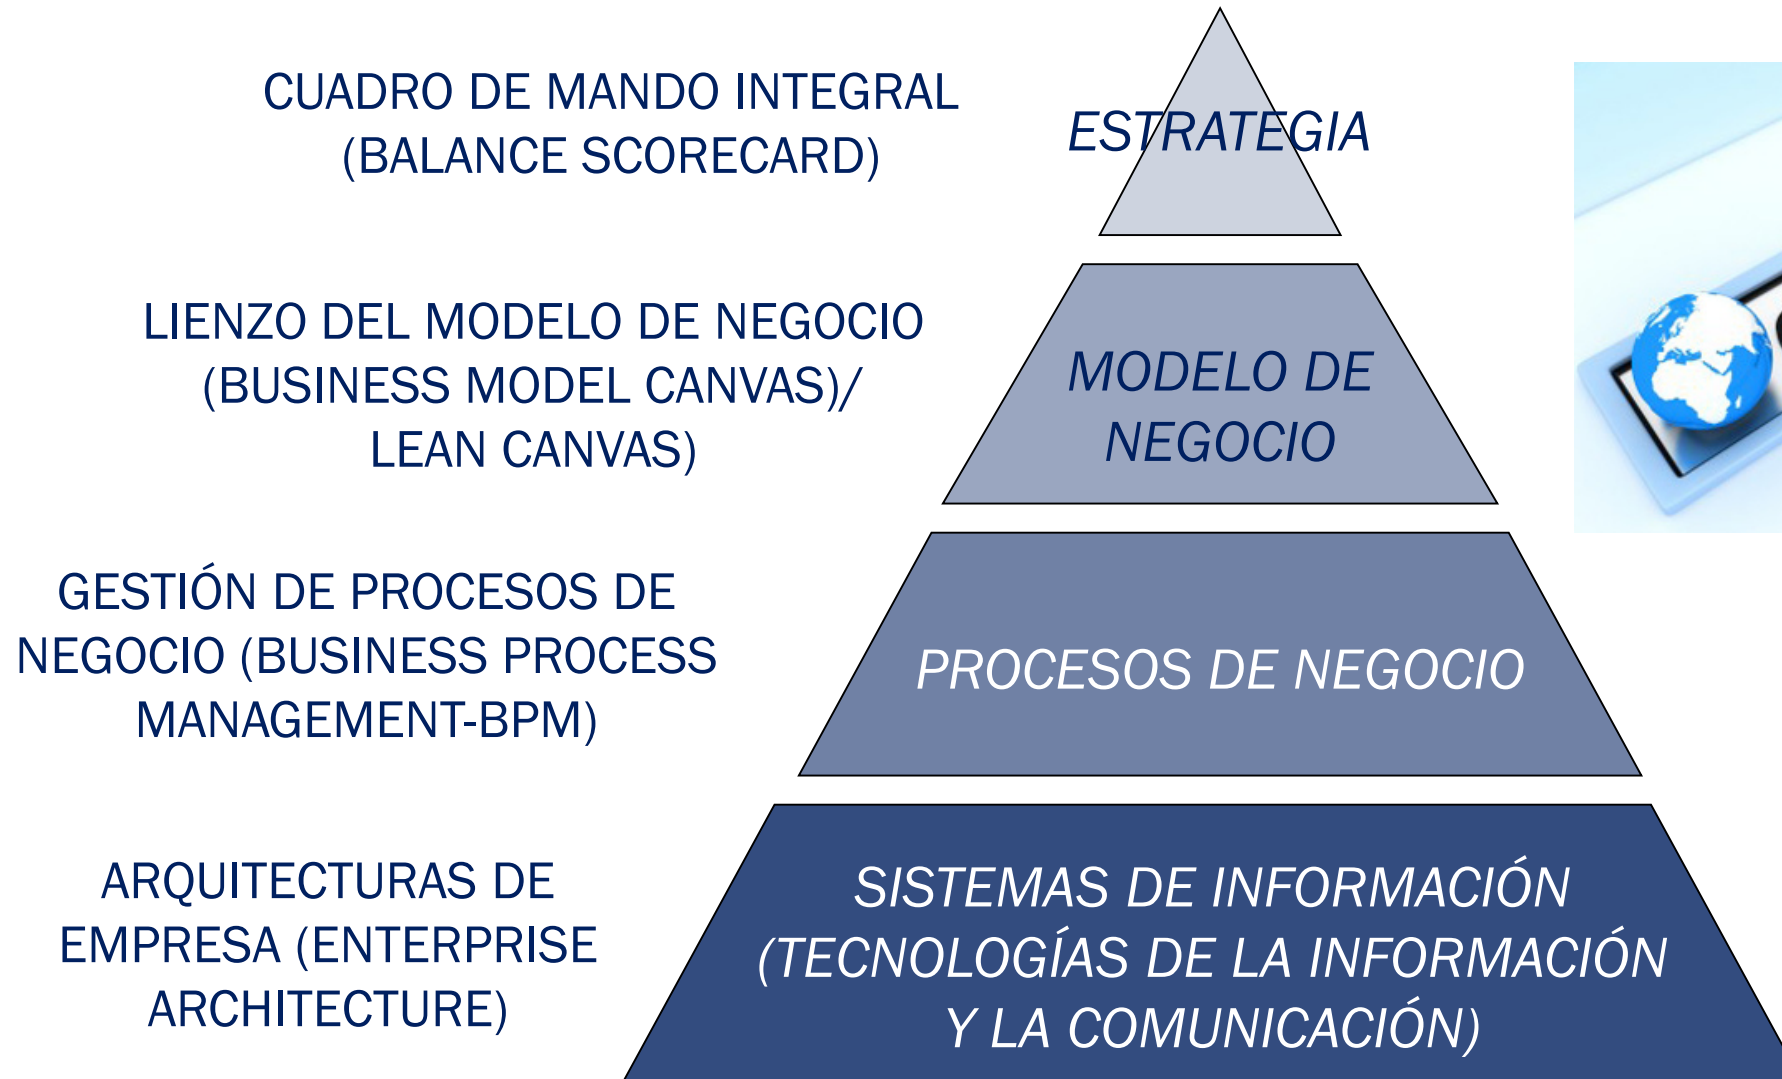 CUADRO DE MANDO INTEGRAL
(BALANCE SCORECARD)
ESTRATEGIA
LIENZO DEL MODELO DE NEGOCIO
(BUSINESS MODEL CANVAS)/
LEAN CANVAS)
MODELO DE
NEGOCIO
GESTIÓN DE PROCESOS DE
NEGOCIO (BUSINESS PROCESS
MANAGEMENT-BPM)
PROCESOS DE NEGOCIO
ARQUITECTURAS DE
EMPRESA (ENTERPRISE
ARCHITECTURE)
SISTEMAS DE INFORMACIÓN
(TECNOLOGÍAS DE LA INFORMACIÓN
Y LA COMUNICACIÓN)